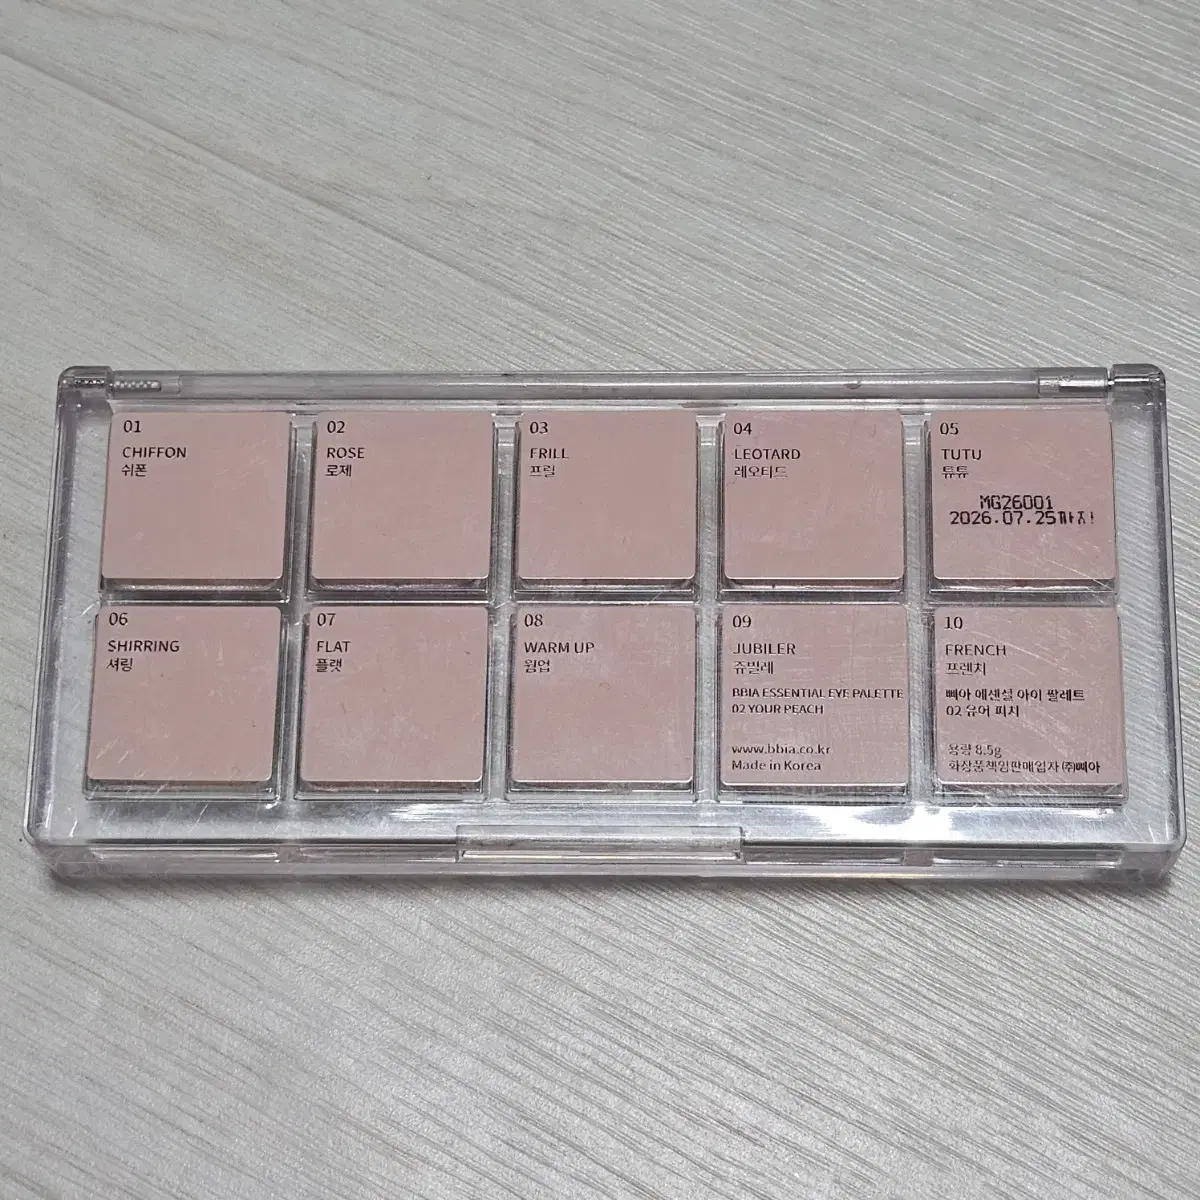 01
CHIFFON
쉬폰
02
ROSE
로제
03
FRILL
프릴
04
LEOTARD
레오타드
05
TUTU
튜튜
MG26001
2026.07.25까지
06
SHIRRING
셔링
07
FLAT
플랫
08
WARM UP
웜업
09
JUBILER
쥬빌레
BBIA ESSENTIAL EYE PALETTE
02 YOUR PEACH
www.bbia.co.kr
Made in Korea
10
FRENCH
프렌치
삐아 에센셜 아이 팔레트
02 유어 피치
용량 8.5g
화장품책임판매업자 ㈜삐아